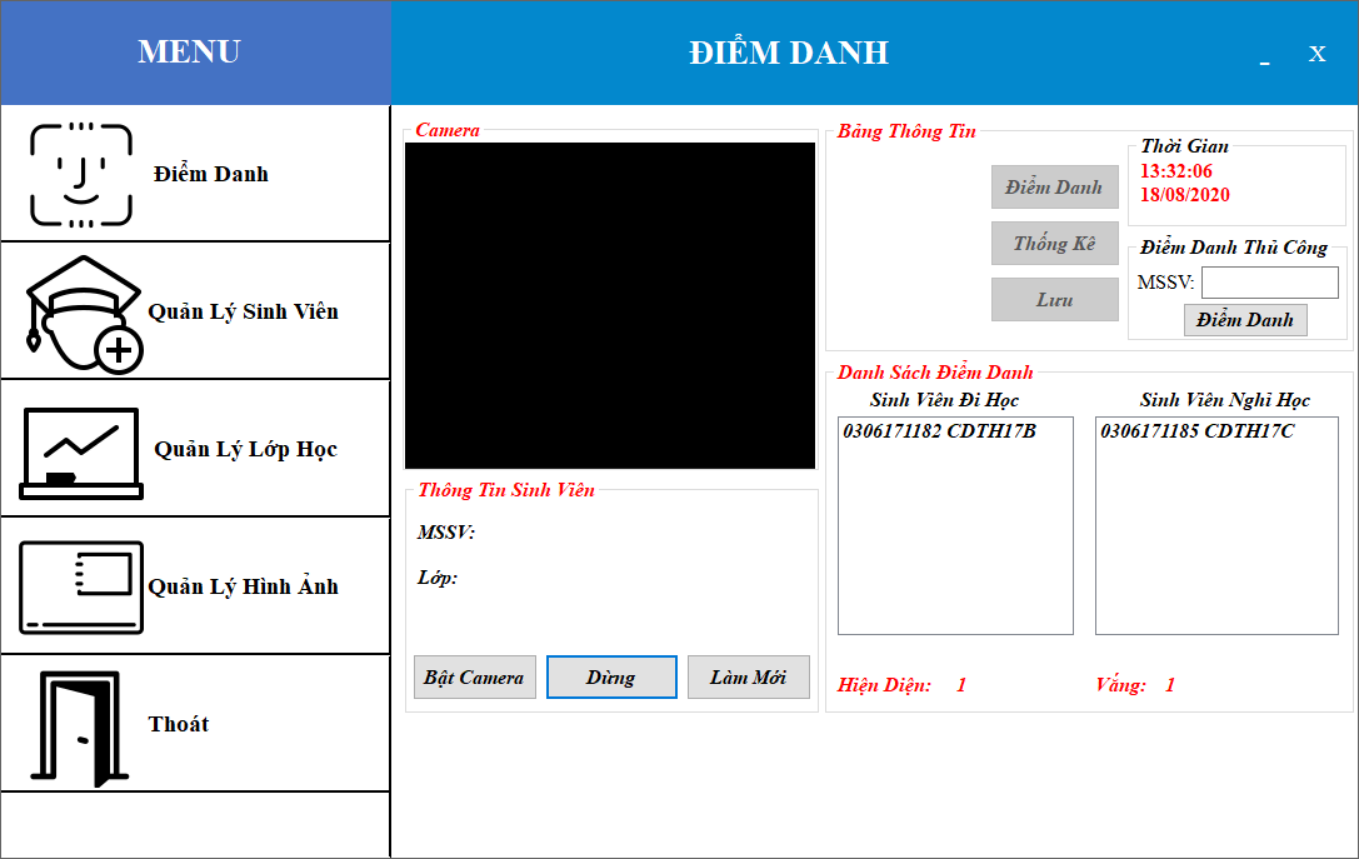 MENU
ĐIỂM DANH
_ X
Điểm Danh
Quản Lý Sinh Viên
Quản Lý Lớp Học
Quản Lý Hình Ảnh
Thoát
Camera
Thông Tin Sinh Viên
MSSV:
Lớp:
Bật Camera
Dừng
Làm Mới
Bảng Thông Tin
Điểm Danh
Thống Kê
Lưu
Thời Gian
13:32:06
18/08/2020
Điểm Danh Thủ Công
MSSV:
Điểm Danh
Danh Sách Điểm Danh
Sinh Viên Đi Học
0306171182 CDTH17B
Hiện Diện: 1
Sinh Viên Nghỉ Học
0306171185 CDTH17C
Vắng: 1